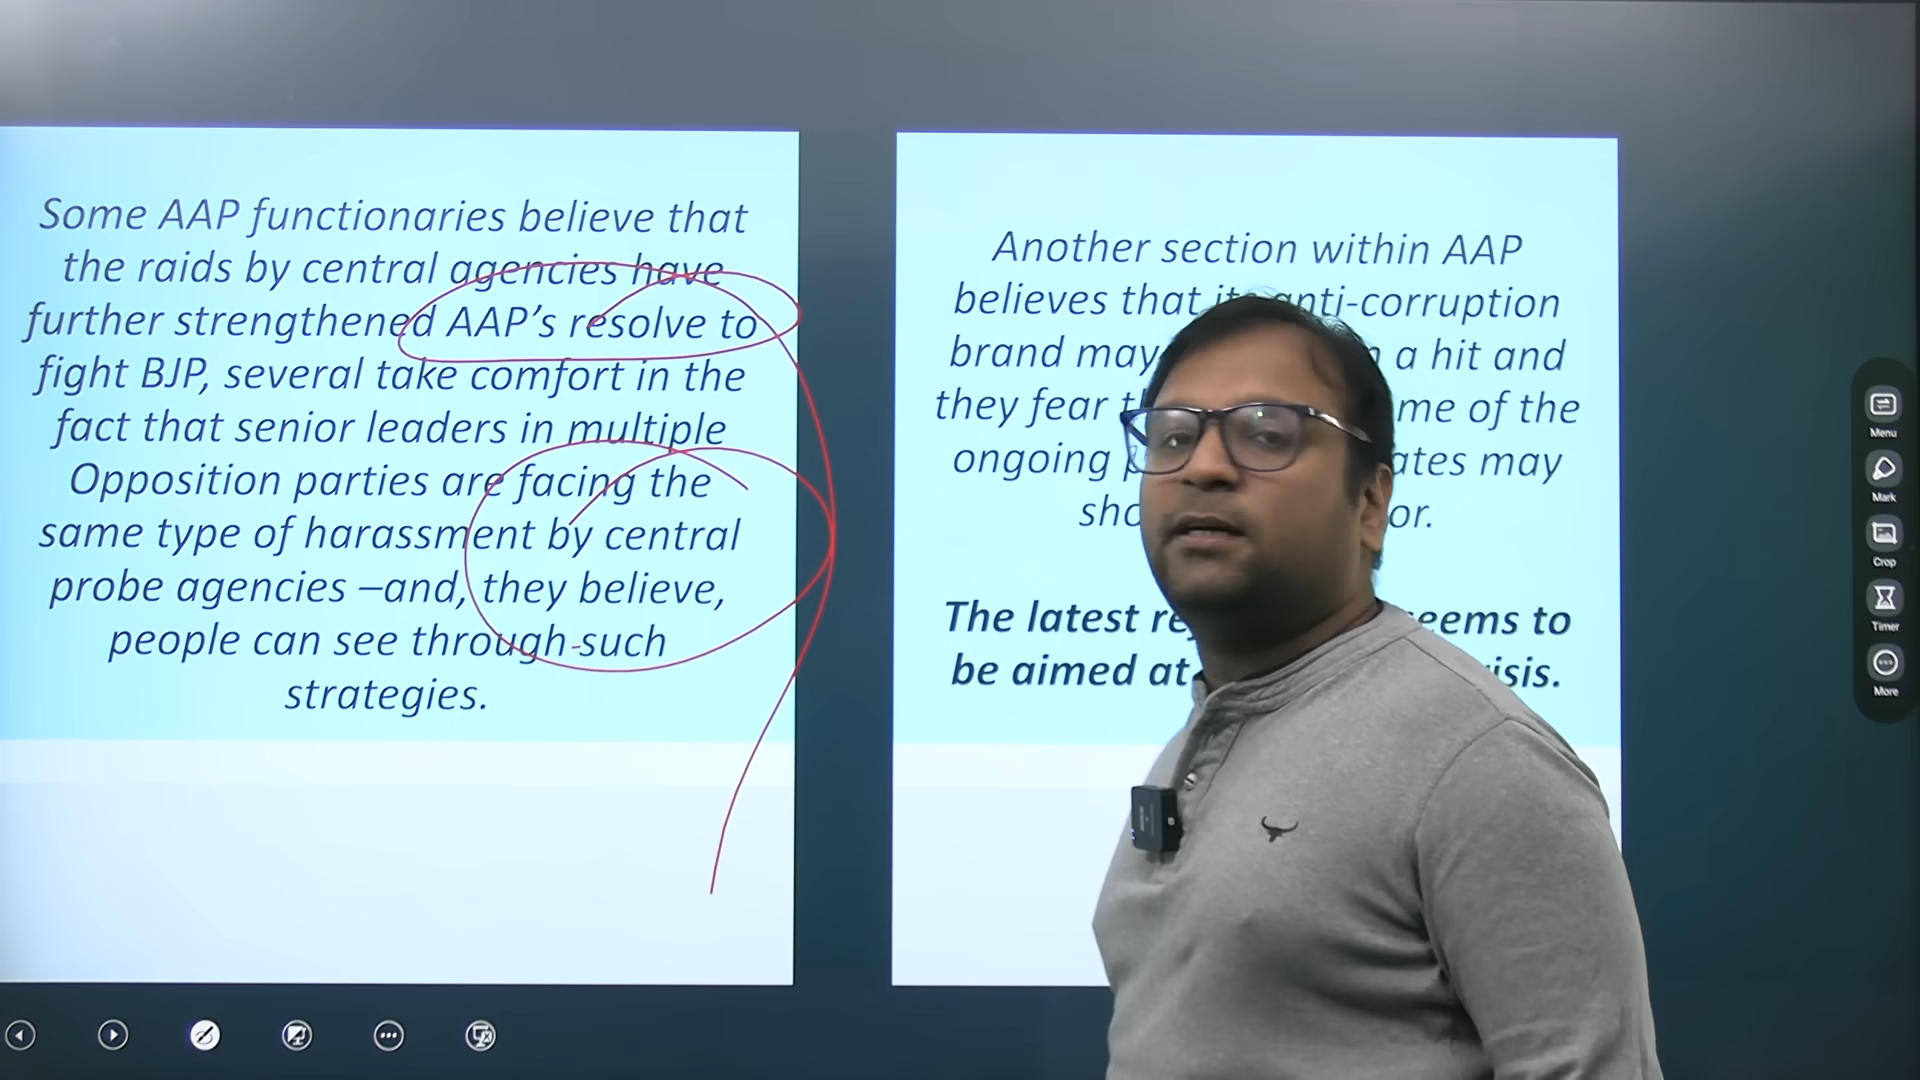 Some AAP functionaries believe that
the raids by central agencies have
further strengthened AAP's resolve to
fight BJP, several take comfort in the
fact that senior leaders in multiple
Opposition parties are facing the
same type of harassment by central
probe agencies –and, they believe,
people can see through such
strategies.
Another section within AAP
believes that its anti-corruption
brand may a hit and
they fear me of the
ongoing ates may
sho or.
The latest re seems to
be aimed at isis.
Menu
Mark
Crop
Timer
More